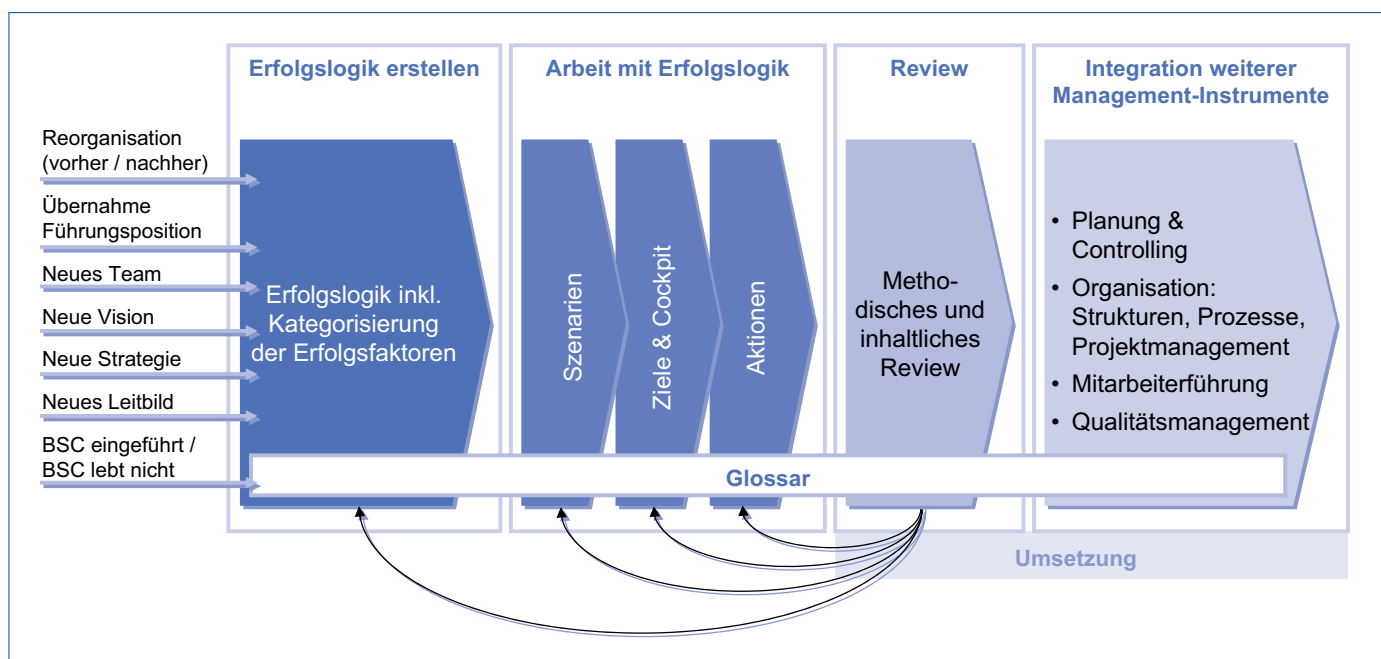 Erfolgslogik erstellen
Arbeit mit Erfolgslogik
Review
Integration weiterer
Management-Instrumente
Reorganisation
(vorher / nachher)
Übernahme
Führungsposition
Neues Team
Neue Vision
Neue Strategie
Neues Leitbild
BSC eingeführt /
BSC lebt nicht
Erfolgslogik inkl.
Kategorisierung
der Erfolgsfaktoren
Szenarien
Ziele & Cockpit
Aktionen
Metho-
disches und
inhaltliches
Review
• Planung &
Controlling
• Organisation:
Strukturen, Prozesse,
Projektmanagement
• Mitarbeiterführung
• Qualitätsmanagement
Glossar
Umsetzung